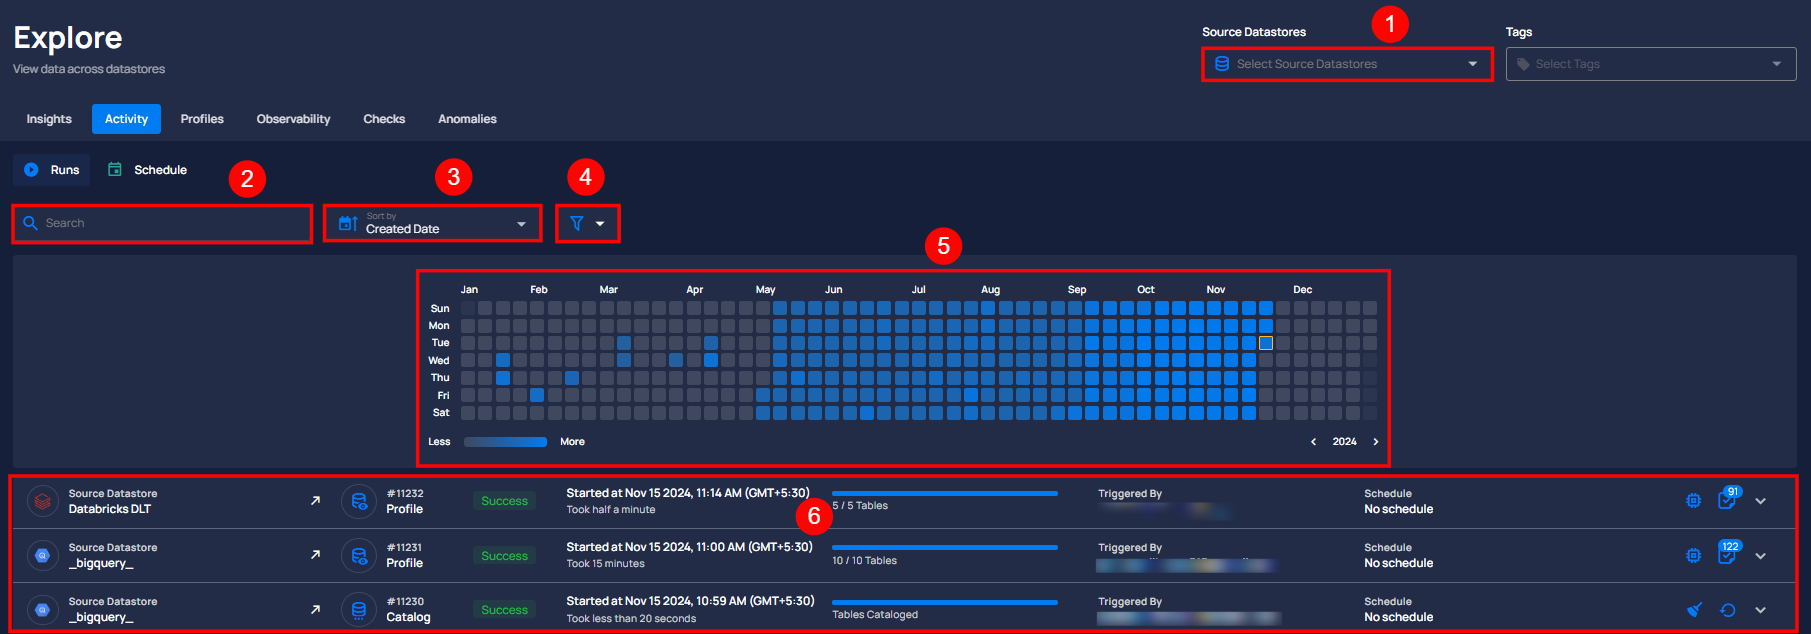 Explore
View data across datastores
1
Source Datastores
Select Source Datastores
Tags
Select Tags
Insights
Activity
Profiles
Observability
Checks
Anomalies
Runs
Schedule
2
3
4
Search
Sort by
Created Date
5
Jan Feb Mar Apr May Jun Jul Aug Sep Oct Nov Dec
Sun
Mon
Tue
Wed
Thu
Fri
Sat
Less More
2024
6
Source Datastore
Databricks DLT
#11232
Profile
Success
Started at Nov 15 2024, 11:14 AM (GMT+5:30)
Took half a minute
5 / 5 Tables
Triggered By
Schedule
No schedule
91
Source Datastore
_bigquery_
#11231
Profile
Success
Started at Nov 15 2024, 11:00 AM (GMT+5:30)
Took 15 minutes
10 / 10 Tables
Triggered By
Schedule
No schedule
122
Source Datastore
_bigquery_
#11230
Catalog
Success
Started at Nov 15 2024, 10:59 AM (GMT+5:30)
Took less than 20 seconds
Tables Cataloged
Triggered By
Schedule
No schedule